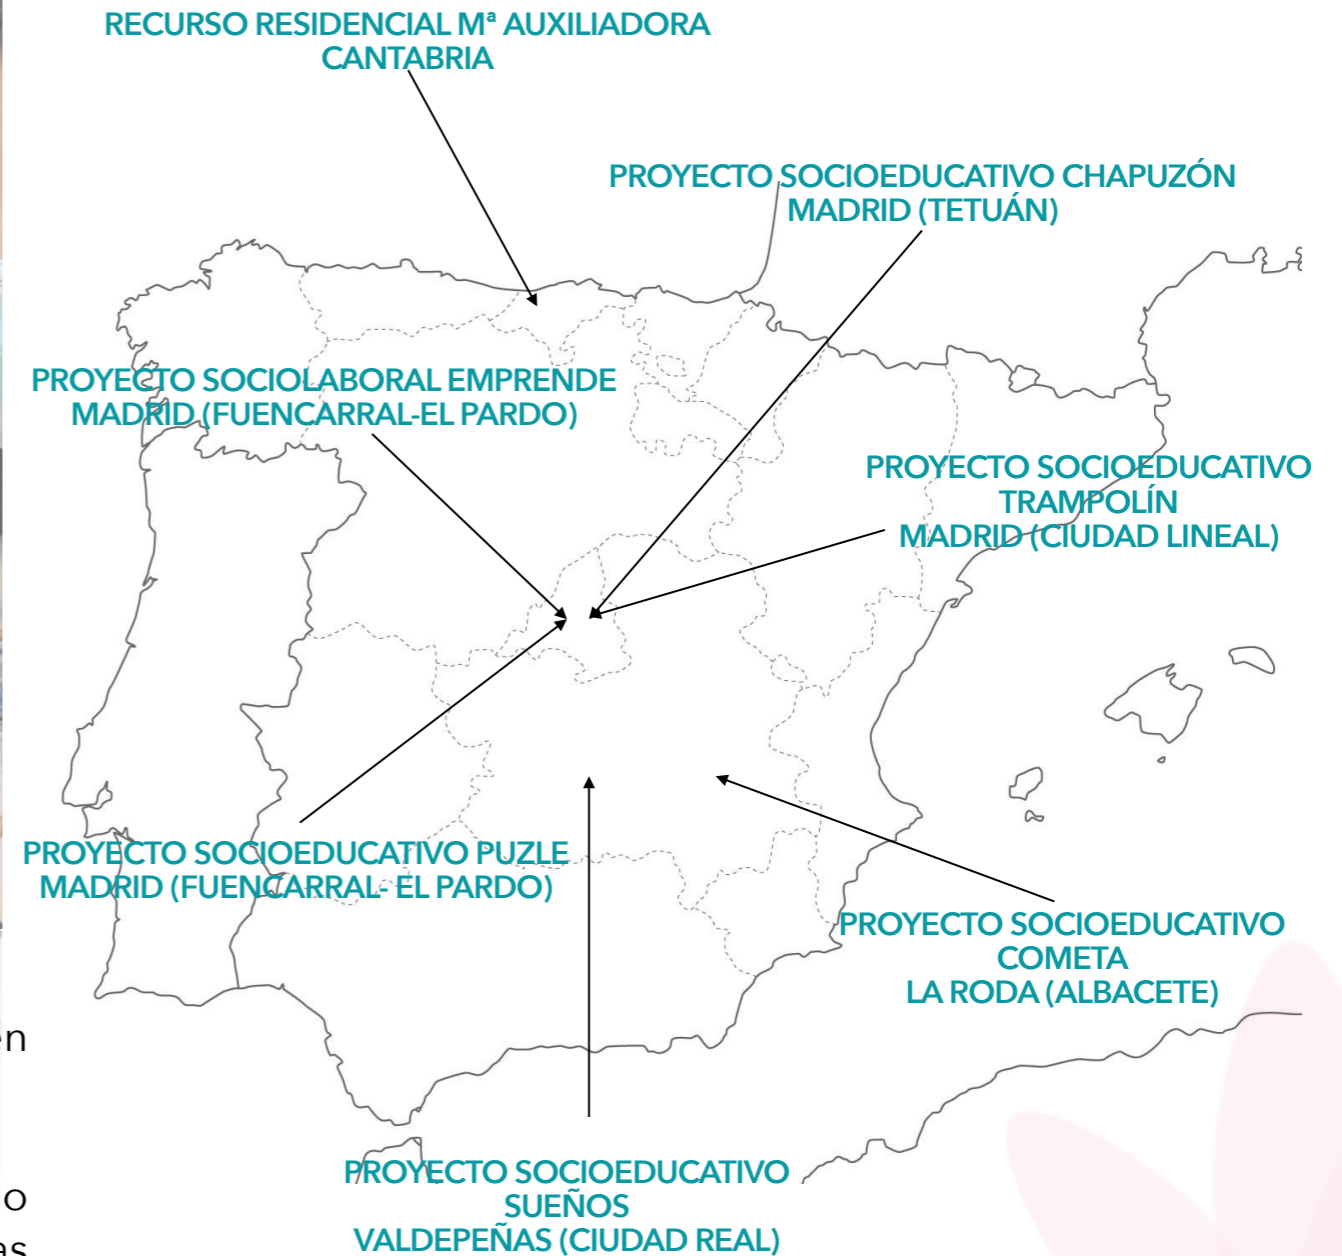 RECURSO RESIDENCIAL Mª AUXILIADORA
CANTABRIA
PROYECTO SOCIOEDUCATIVO CHAPUZÓN
MADRID (TETUÁN)
PROYECTO SOCIOLABORAL EMPRENDE
MADRID (FUENCARRAL-EL PARDO)
PROYECTO SOCIOEDUCATIVO
TRAMPOLÍN
MADRID (CIUDAD LINEAL)
PROYECTO SOCIOEDUCATIVO PUZLE
MADRID (FUENCARRAL- EL PARDO)
PROYECTO SOCIOEDUCATIVO
COMETA
LA RODA (ALBACETE)
PROYECTO SOCIOEDUCATIVO
SUEÑOS
VALDEPEÑAS (CIUDAD REAL)